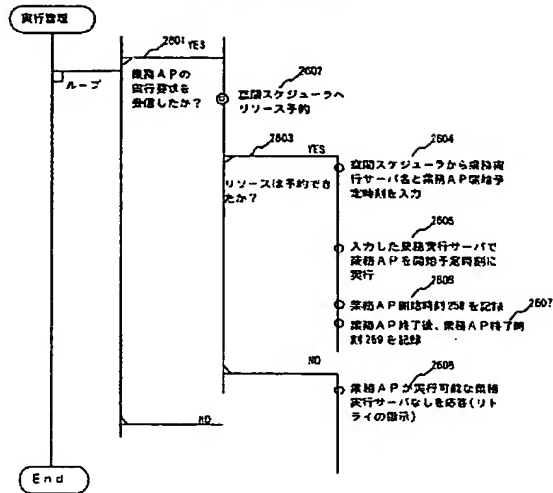 実行管理
2601 YES
ループ
業務APの
実行要求を
受信したか?
2602
空間スケジューラへ
リソース予約
2603
YES
リソースは予約でき
たか?
2604
空間スケジューラから業務実
行サーバ名と業務AP開始予
定時刻を入力
2605
入力した業務実行サーバで
業務APを開始予定時刻に
実行
2606
業務AP開始時刻258を記録
2607
業務AP終了後、業務AP終了時
刻259を記録
NO
2608
業務APが実行可能な業務
実行サーバなしを応答(リト
ライの指示)
NO
End